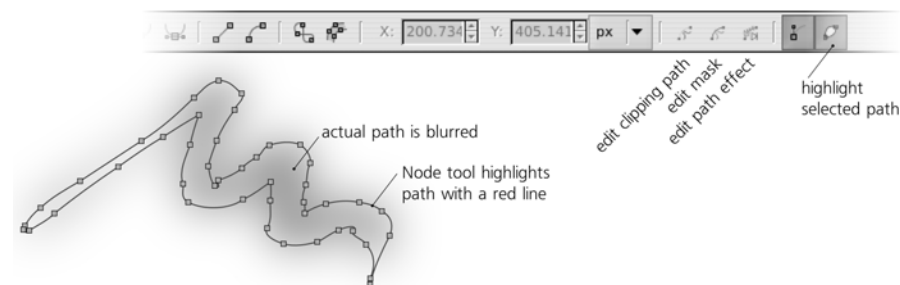 X: 200.734 Y: 405.141 px
edit clipping path
edit mask
edit path effect
highlight
selected path
actual path is blurred
Node tool highlights
path with a red line